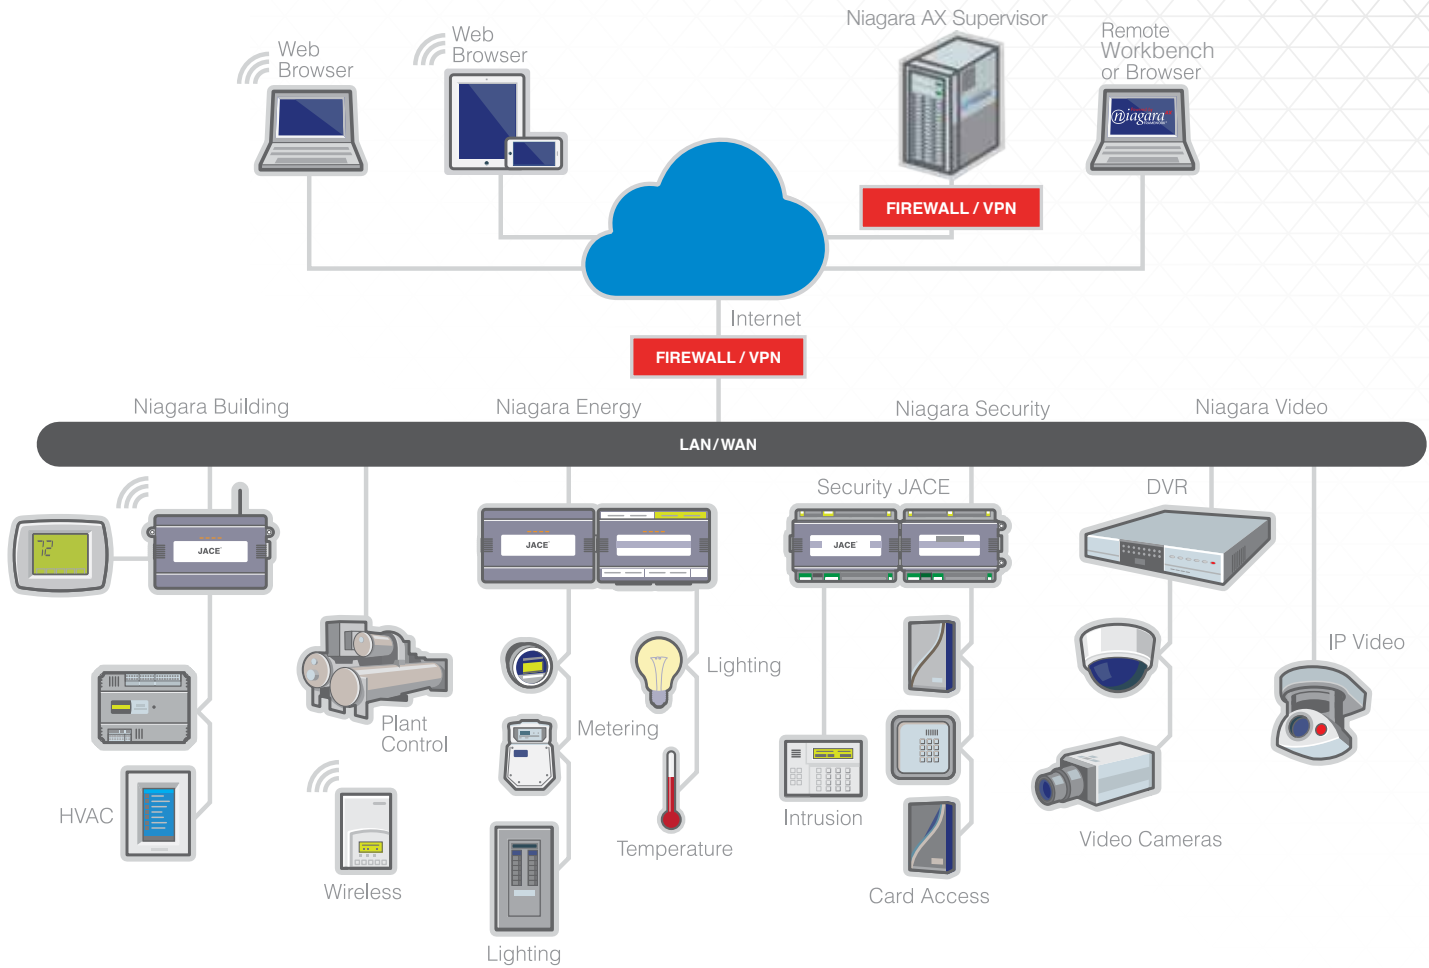 Niagara AX Supervisor
Web
Browser
Web
Browser
Remote
Workbench
or Browser
niagara
FIREWALL / VPN
Internet
FIREWALL / VPN
Niagara Building
Niagara Energy
Niagara Security
Niagara Video
LAN/WAN
Security JACE
DVR
72
JACE
JACE
JACE
IP Video
Lighting
Plant
Control
Metering
HVAC
Intrusion
Video Cameras
Temperature
Wireless
Card Access
Lighting